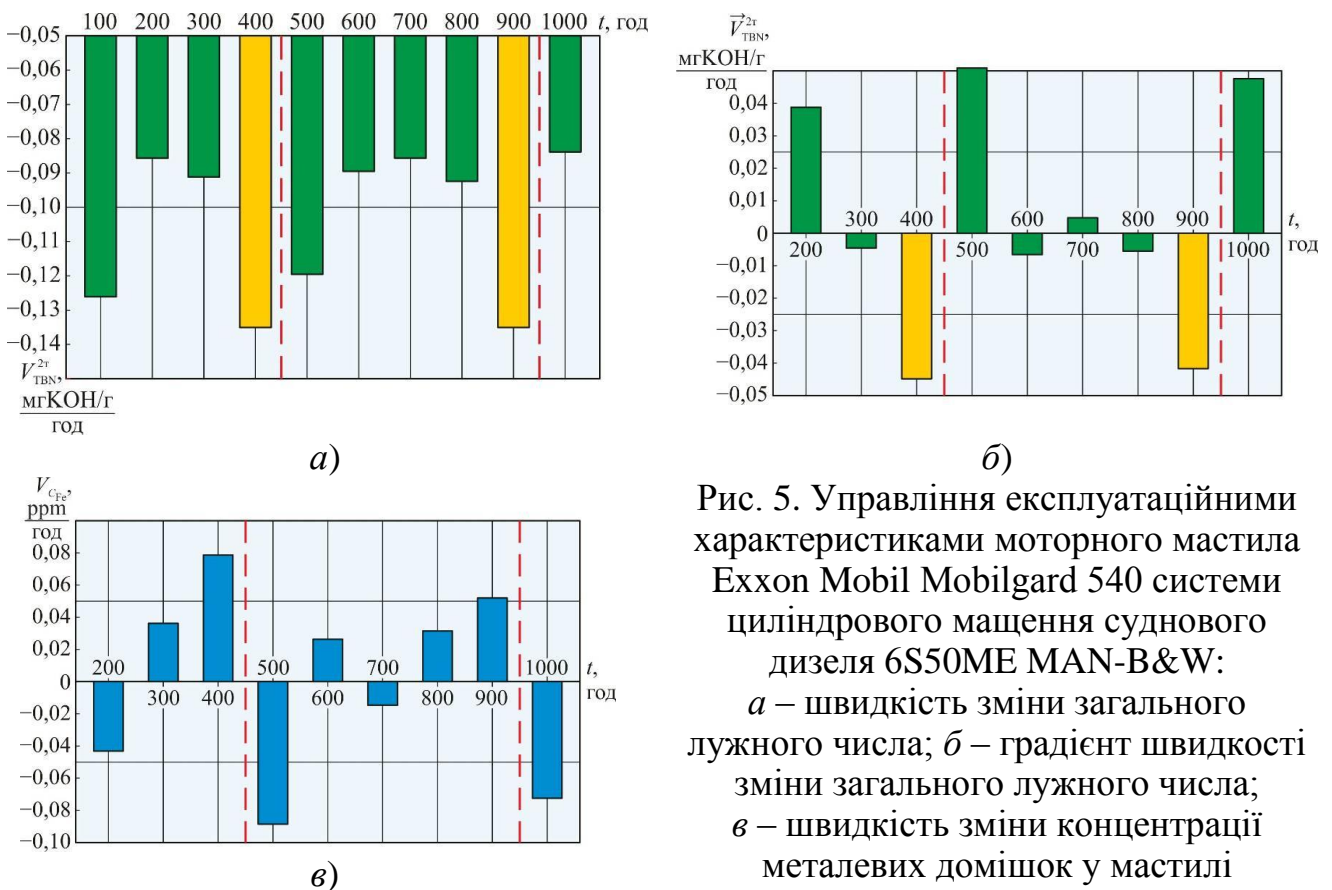 100 200 300 400 500 600 700 800 900 1000 t, год
−0,05
−0,06
−0,07
−0,08
−0,09
−0,10
−0,11
−0,12
−0,13
−0,14
V²ᵀ_TBN,
мгKOH/г
год
а)
V⃗²ᵀ_TBN,
мгKOH/г
год
0,04
0,03
0,02
0,01
0
−0,01
−0,02
−0,03
−0,04
−0,05
300 400 600 800 900 t,
200 500 700 1000 год
б)
V_C_Fe,
ppm
год
0,08
0,06
0,04
0,02
0
−0,02
−0,04
−0,06
−0,08
−0,10
200 500 700 1000 t,
300 400 600 800 900 год
в)
Рис. 5. Управління експлуатаційними
характеристиками моторного мастила
Exxon Mobil Mobilgard 540 системи
циліндрового мащення суднового
дизеля 6S50ME MAN-B&W:
а – швидкість зміни загального
лужного числа; б – градієнт швидкості
зміни загального лужного числа;
в – швидкість зміни концентрації
металевих домішок у мастилі